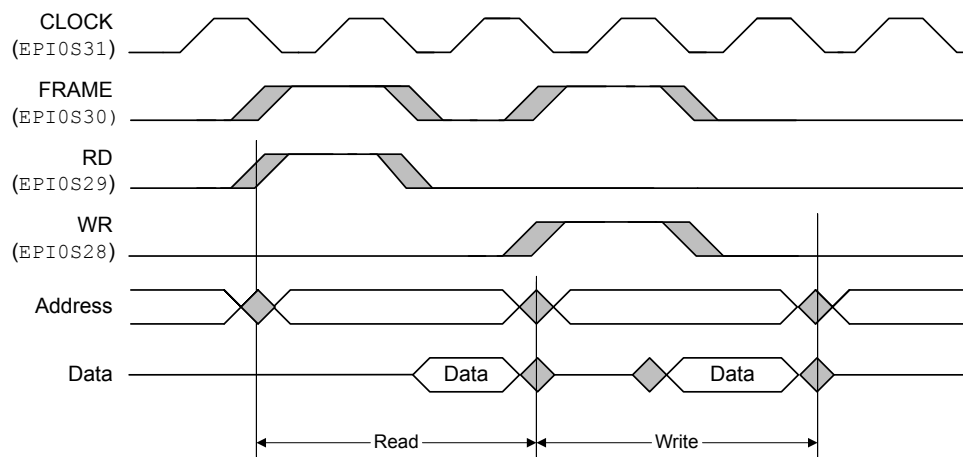 CLOCK
(EPI0S31)
FRAME
(EPI0S30)
RD
(EPI0S29)
WR
(EPI0S28)
Address
Data
Data
Data
Read
Write